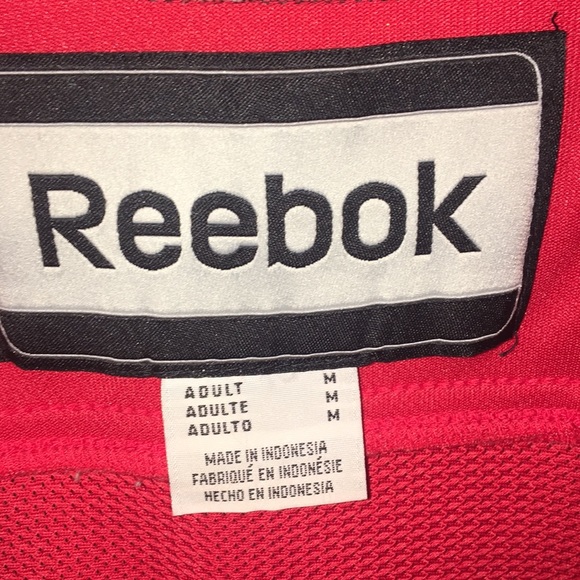 Reebok
ADULT M
ADULTE M
ADULTO M
MADE IN INDONESIA
FABRIQUÉ EN INDONÉSIE
HECHO EN INDONESIA